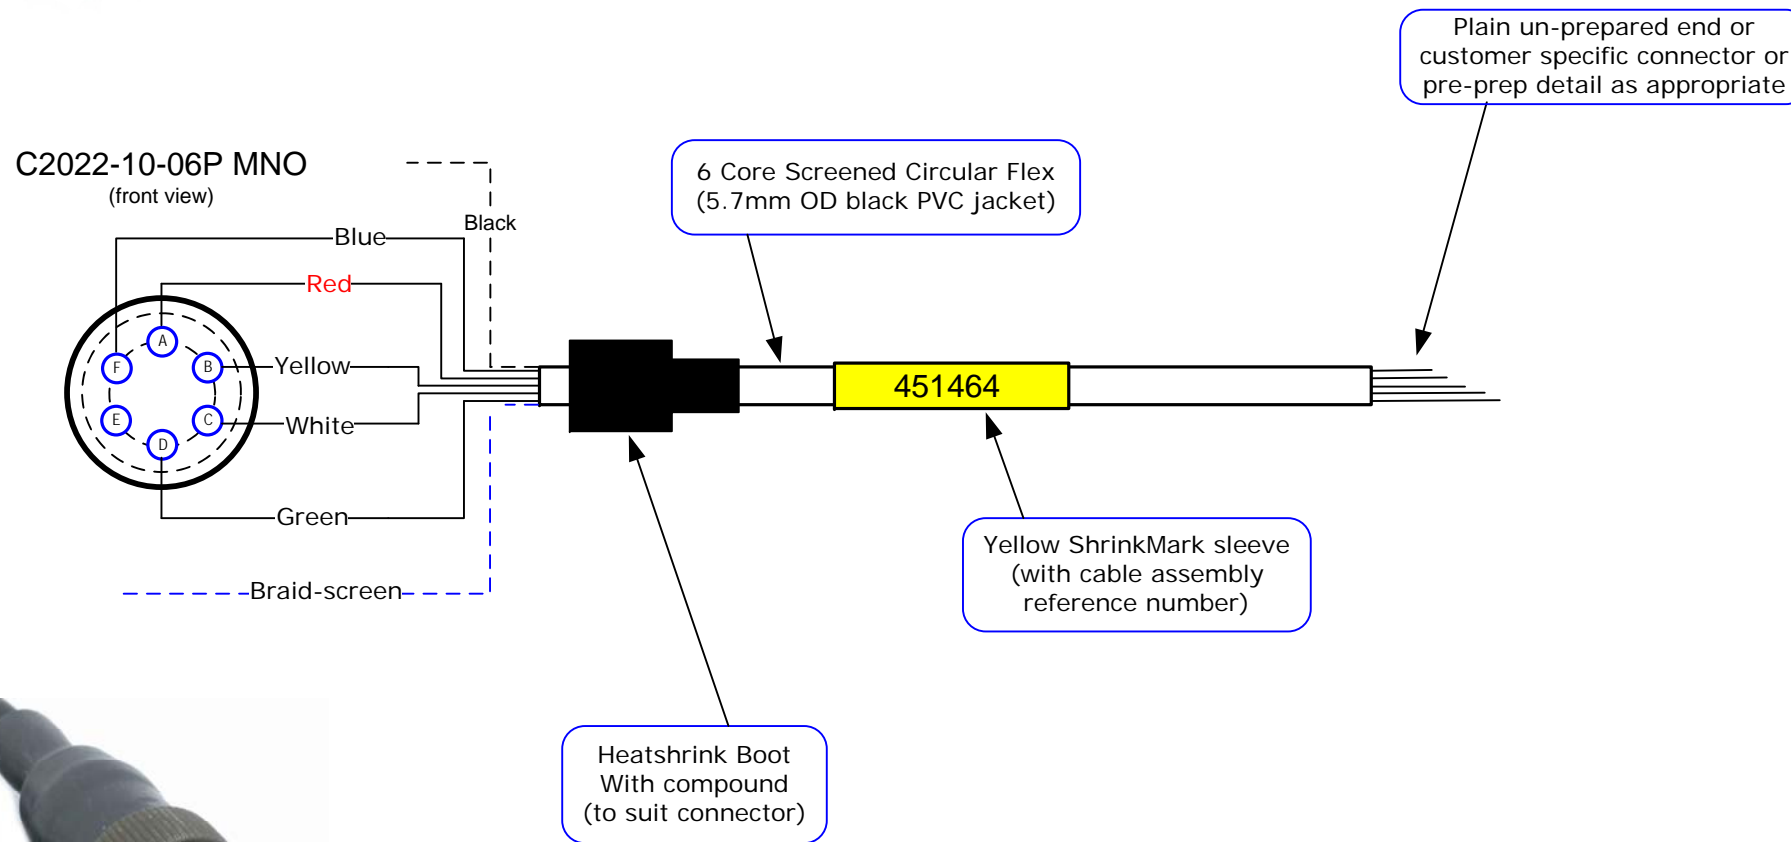 Plain un-prepared end or
customer specific connector or
pre-prep detail as appropriate
C2022-10-06P MNO
(front view)
6 Core Screened Circular Flex
(5.7mm OD black PVC jacket)
Black
Blue
Red
A
F
B
Yellow
451464
E
C
White
D
Green
Yellow ShrinkMark sleeve
(with cable assembly
reference number)
Braid-screen
Heatshrink Boot
With compound
(to suit connector)